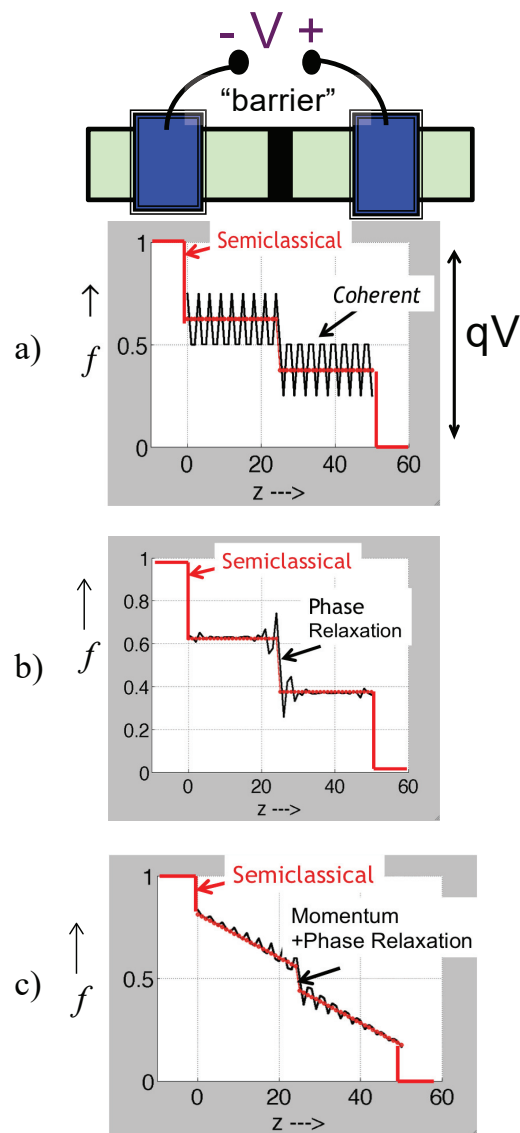 - V +
“barrier”
a)
↑
f
1
0.5
0
Semiclassical
Coherent
qV
0 20 40 60
z --->
b)
↑
f
1
0.8
0.6
0.4
0.2
0
Semiclassical
Phase
Relaxation
0 20 40 60
z --->
c)
↑
f
1
0.5
0
Semiclassical
Momentum
+Phase Relaxation
0 20 40 60
z --->